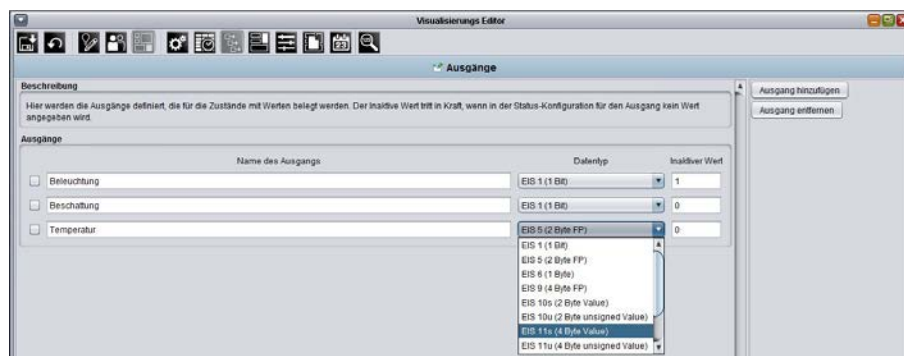 Visualisierungs Editor
Ausgänge
Beschreibung
Hier werden die Ausgänge definiert, die für die Zustände mit Werten belegt werden. Der Inaktive Wert tritt in Kraft, wenn in der Status-Konfiguration für den Ausgang kein Wert
angegeben wird.
Ausgang hinzufügen
Ausgang entfernen
Ausgänge
Name des Ausgangs Datentyp Inaktiver Wert
Beleuchtung EIS 1 (1 Bit) 1
Beschattung EIS 1 (1 Bit) 0
Temperatur EIS 5 (2 Byte FP) 0
EIS 1 (1 Bit)
EIS 5 (2 Byte FP)
EIS 6 (1 Byte)
EIS 9 (4 Byte FP)
EIS 10s (2 Byte Value)
EIS 10u (2 Byte unsigned Value)
EIS 11s (4 Byte Value)
EIS 11u (4 Byte unsigned Value)